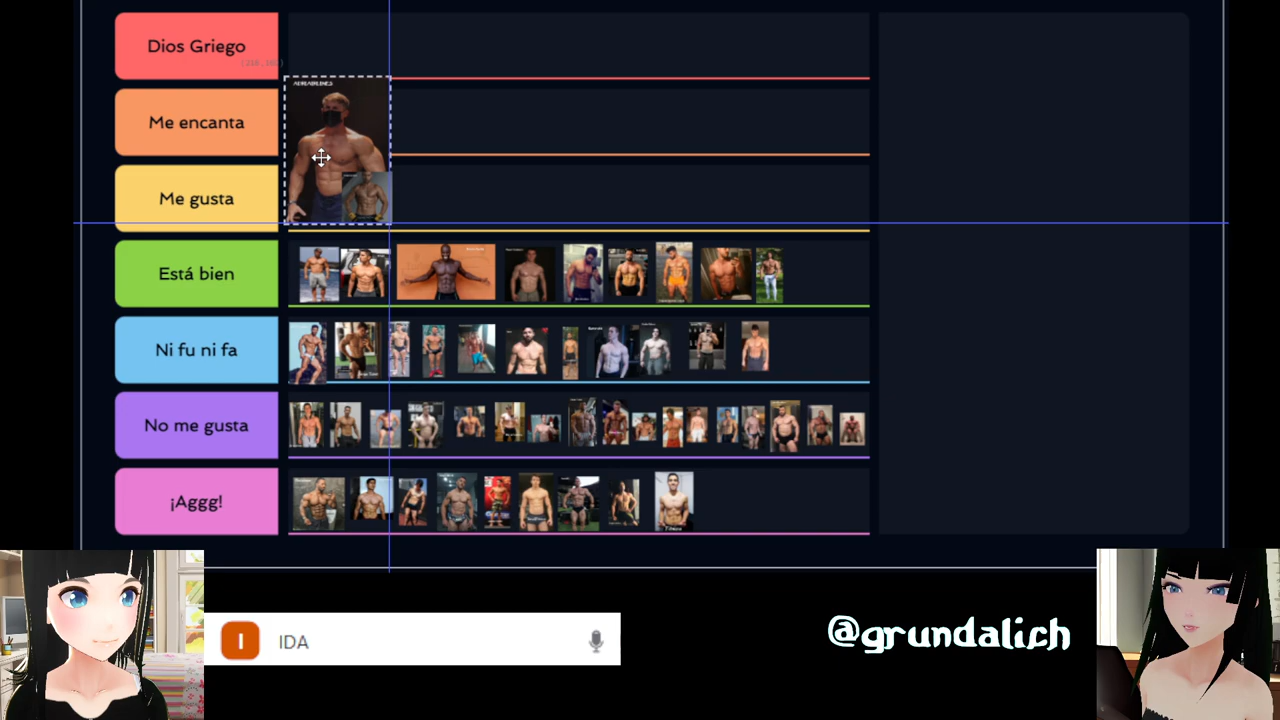 Dios Griego
Me encanta
Me gusta
Está bien
Ni fu ni fa
No me gusta
¡Aggg!
I IDA
@grundalich